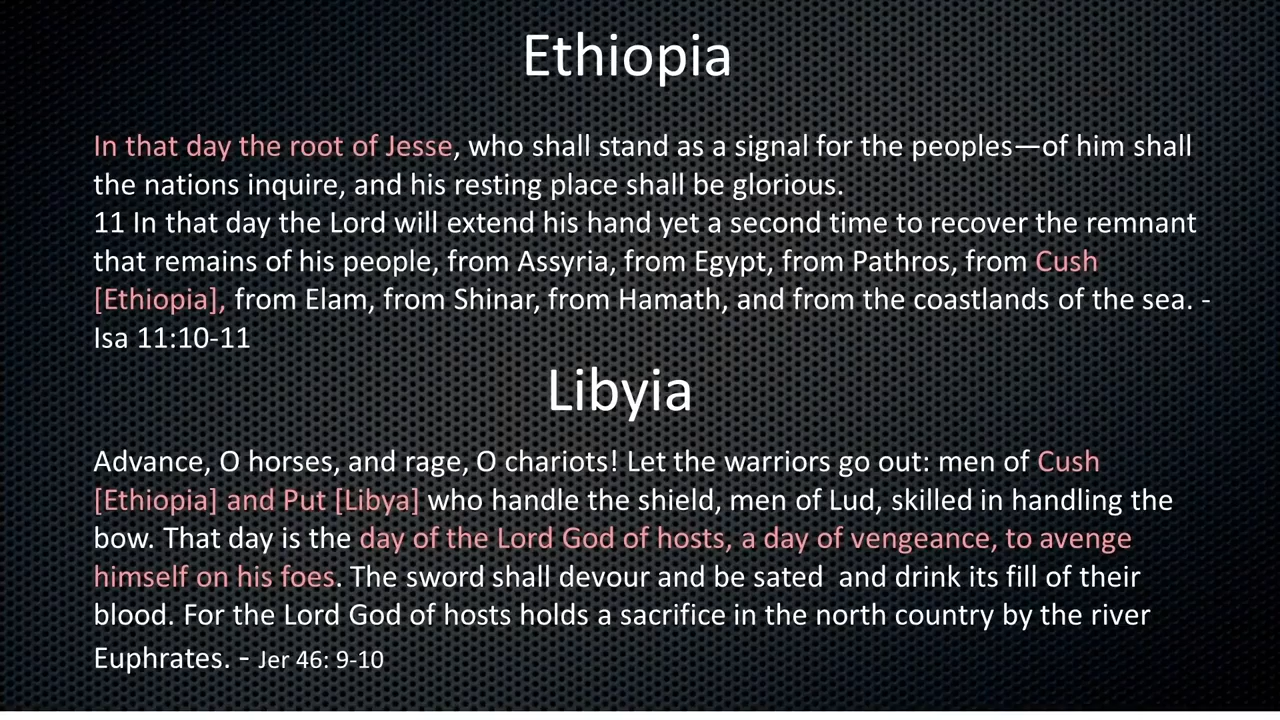 Ethiopia
In that day the root of Jesse, who shall stand as a signal for the peoples—of him shall
the nations inquire, and his resting place shall be glorious.
11 In that day the Lord will extend his hand yet a second time to recover the remnant
that remains of his people, from Assyria, from Egypt, from Pathros, from Cush
[Ethiopia], from Elam, from Shinar, from Hamath, and from the coastlands of the sea. -
Isa 11:10-11
Libyia
Advance, O horses, and rage, O chariots! Let the warriors go out: men of Cush
[Ethiopia] and Put [Libya] who handle the shield, men of Lud, skilled in handling the
bow. That day is the day of the Lord God of hosts, a day of vengeance, to avenge
himself on his foes. The sword shall devour and be sated  and drink its fill of their
blood. For the Lord God of hosts holds a sacrifice in the north country by the river
Euphrates. - Jer 46: 9-10